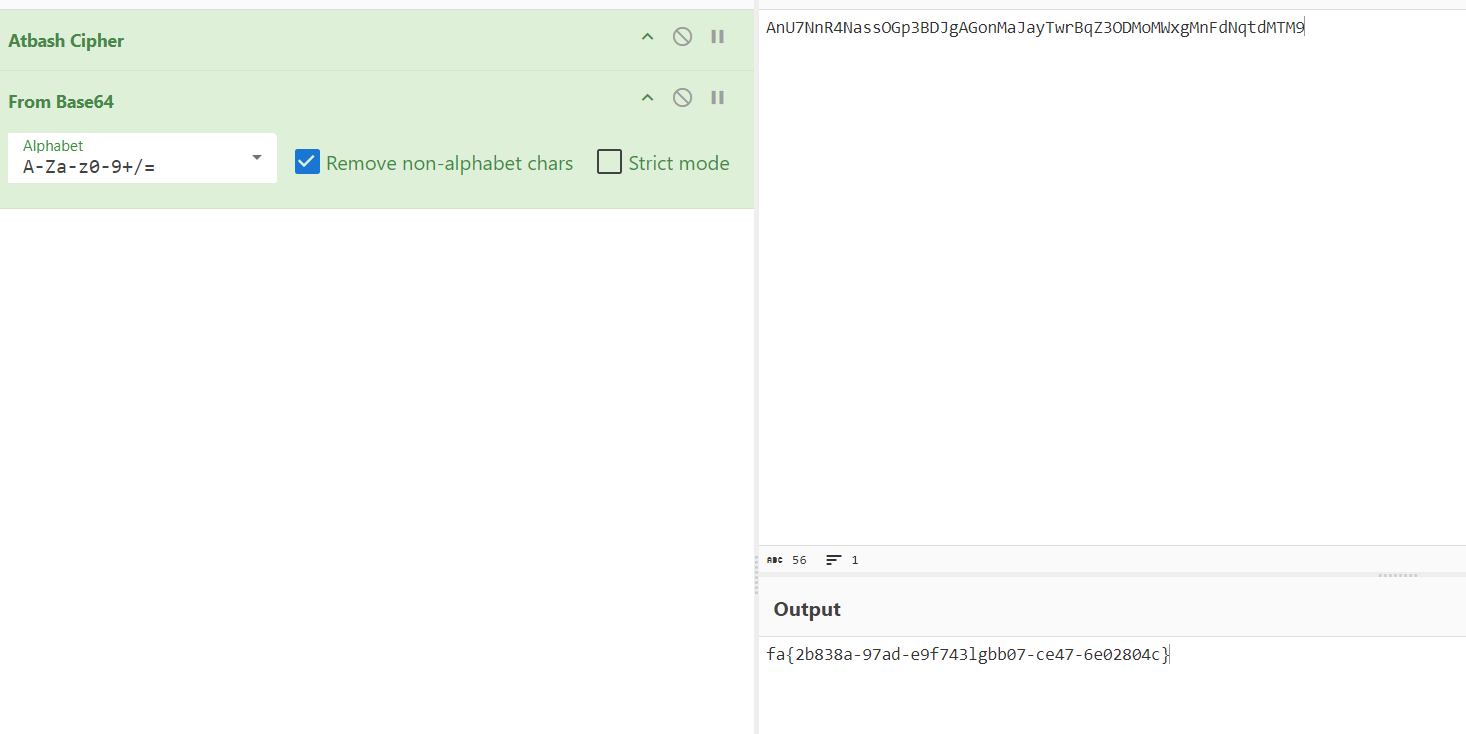 Atbash Cipher
From Base64
Alphabet
A-Za-z0-9+/=
Remove non-alphabet chars
Strict mode
AnU7NnR4NassOGp3BDJgAGonMaJayTwrBqZ3ODMoMWxgMnFdNqtdMTM9
ABC 56 1
Output
fa{2b838a-97ad-e9f743lgbb07-ce47-6e02804c}